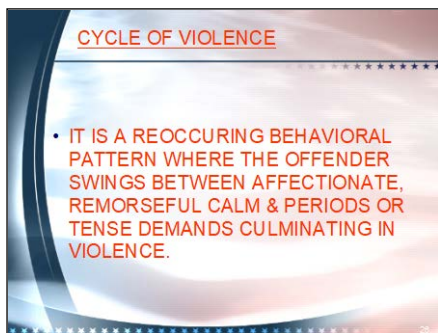 CYCLE OF VIOLENCE
• IT IS A REOCCURING BEHAVIORAL
PATTERN WHERE THE OFFENDER
SWINGS BETWEEN AFFECTIONATE,
REMORSEFUL CALM & PERIODS OR
TENSE DEMANDS CULMINATING IN
VIOLENCE.